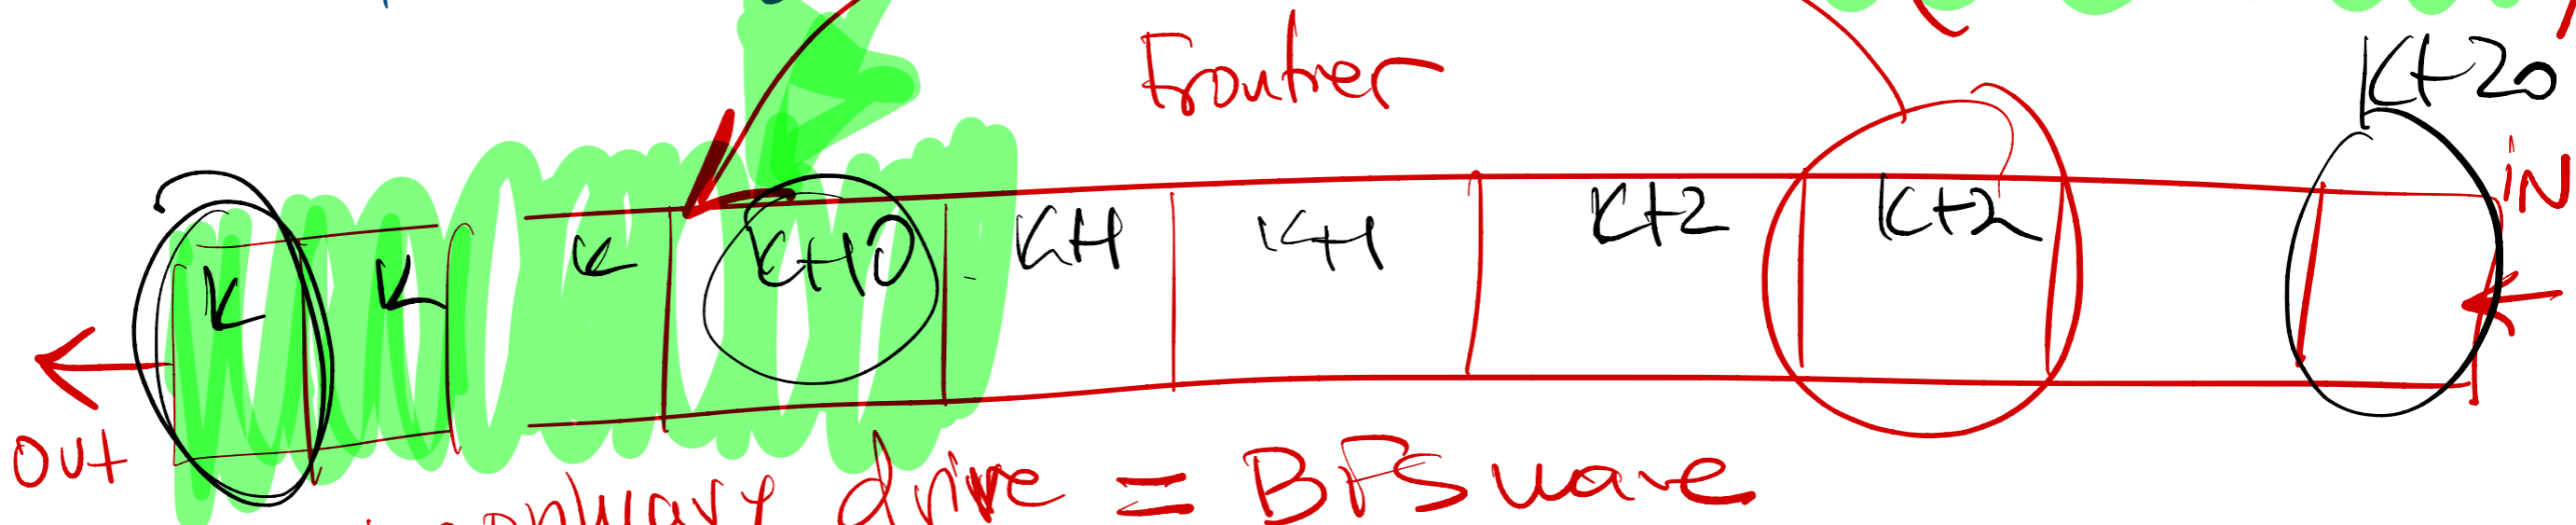 Frontier
K+20
IN
K K K K+10 K+1 K+1 K+2 K+2
OUT
drive = BFS wave